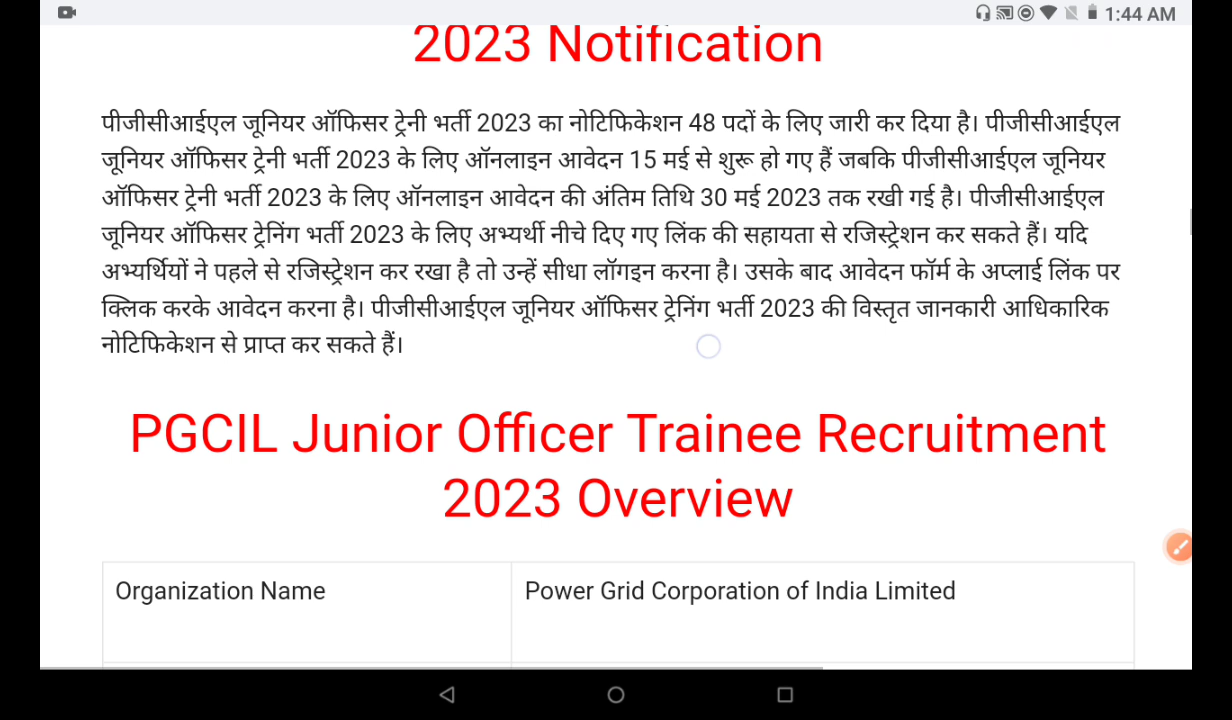 1:44 AM
2023 Notification
पीजीसीआईएल जूनियर ऑफिसर ट्रेनी भर्ती 2023 का नोटिफिकेशन 48 पदों के लिए जारी कर दिया है। पीजीसीआईएल
जूनियर ऑफिसर ट्रेनी भर्ती 2023 के लिए ऑनलाइन आवेदन 15 मई से शुरू हो गए हैं जबकि पीजीसीआईएल जूनियर
ऑफिसर ट्रेनी भर्ती 2023 के लिए ऑनलाइन आवेदन की अंतिम तिथि 30 मई 2023 तक रखी गई है। पीजीसीआईएल
जूनियर ऑफिसर ट्रेनिंग भर्ती 2023 के लिए अभ्यर्थी नीचे दिए गए लिंक की सहायता से रजिस्ट्रेशन कर सकते हैं। यदि
अभ्यर्थियों ने पहले से रजिस्ट्रेशन कर रखा है तो उन्हें सीधा लॉगइन करना है। उसके बाद आवेदन फॉर्म के अप्लाई लिंक पर
क्लिक करके आवेदन करना है। पीजीसीआईएल जूनियर ऑफिसर ट्रेनिंग भर्ती 2023 की विस्तृत जानकारी आधिकारिक
नोटिफिकेशन से प्राप्त कर सकते हैं।
PGCIL Junior Officer Trainee Recruitment
2023 Overview
Organization Name Power Grid Corporation of India Limited